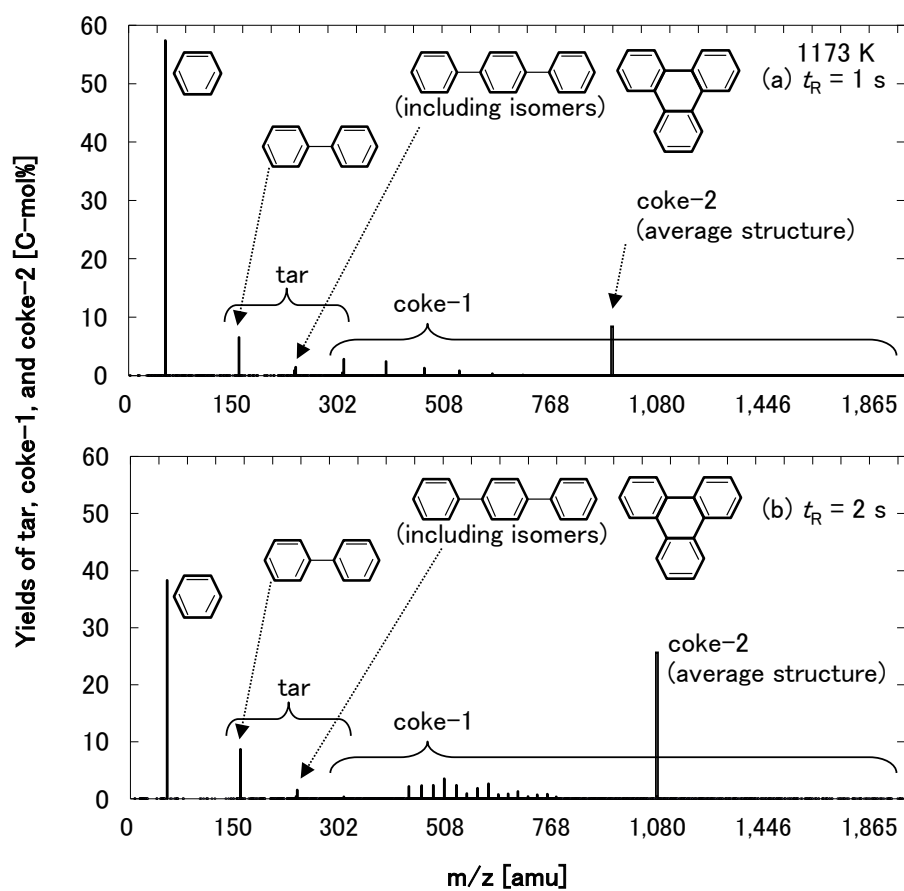 Yields of tar, coke-1, and coke-2 [C-mol%]
60
50
40
30
20
10
0
1173 K
(a) tR = 1 s
(including isomers)
coke-2
(average structure)
tar
coke-1
0 150 302 508 768 1,080 1,446 1,865
60
50
40
30
20
10
0
(b) tR = 2 s
(including isomers)
coke-2
(average structure)
tar
coke-1
0 150 302 508 768 1,080 1,446 1,865
m/z [amu]